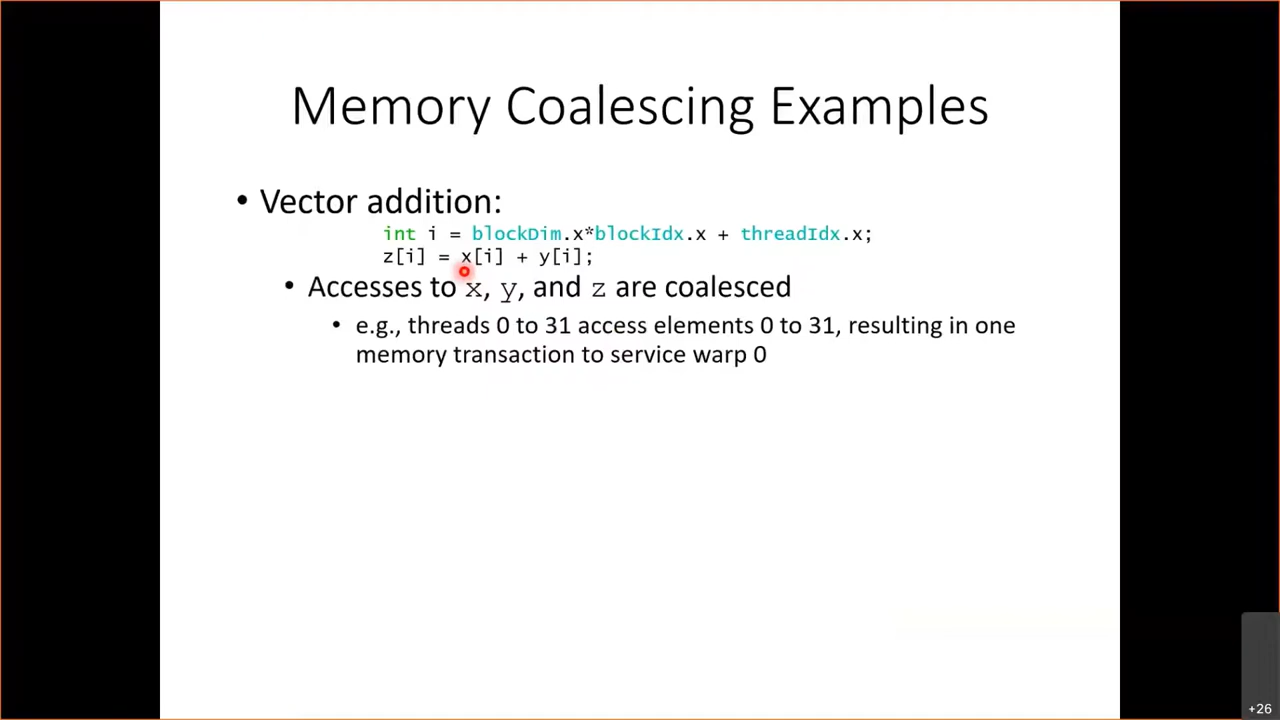 Memory Coalescing Examples
• Vector addition:
int i = blockDim.x*blockIdx.x + threadIdx.x;
z[i] = x[i] + y[i];
• Accesses to x, y, and z are coalesced
• e.g., threads 0 to 31 access elements 0 to 31, resulting in one
memory transaction to service warp 0
+26